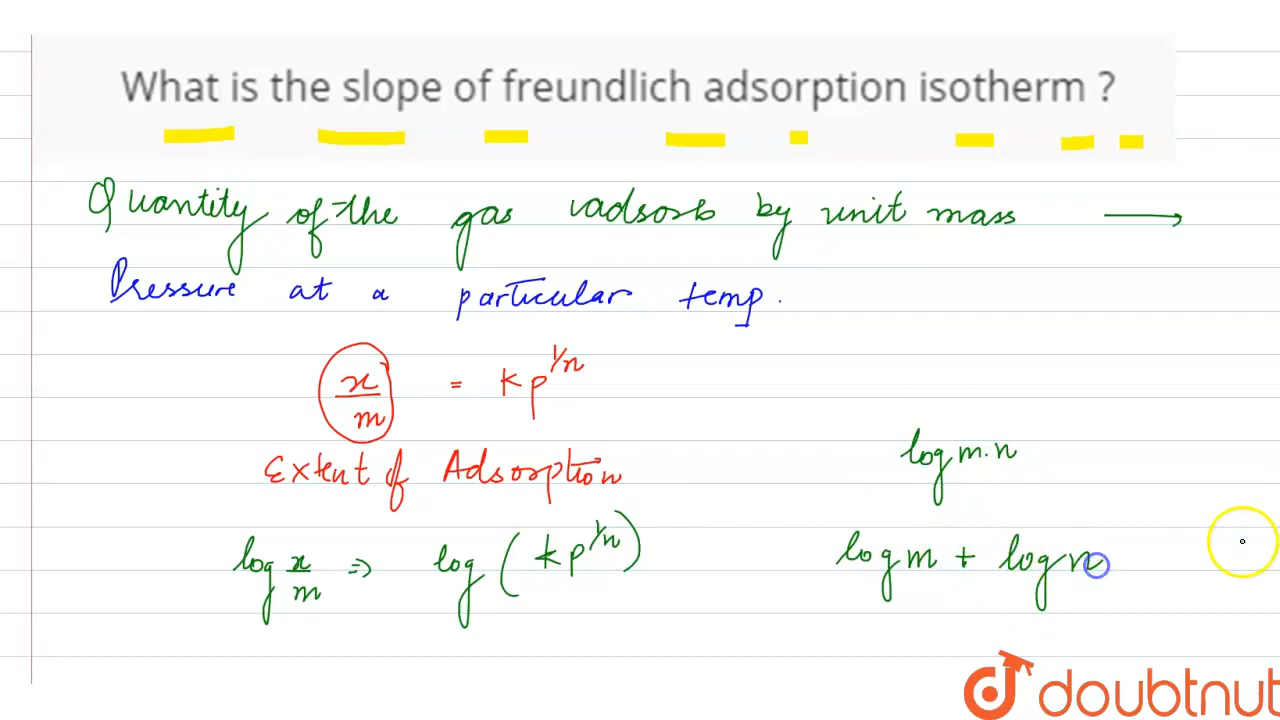 What is the slope of freundlich adsorption isotherm ?
Quantity of the gas adsorb by unit mass →
Pressure at a particular temp.
x/m = kp^1/n
Extent of Adsorption
log m.n
log x/m ⇒ log (kp^1/n)
log m + log n
doubtnut